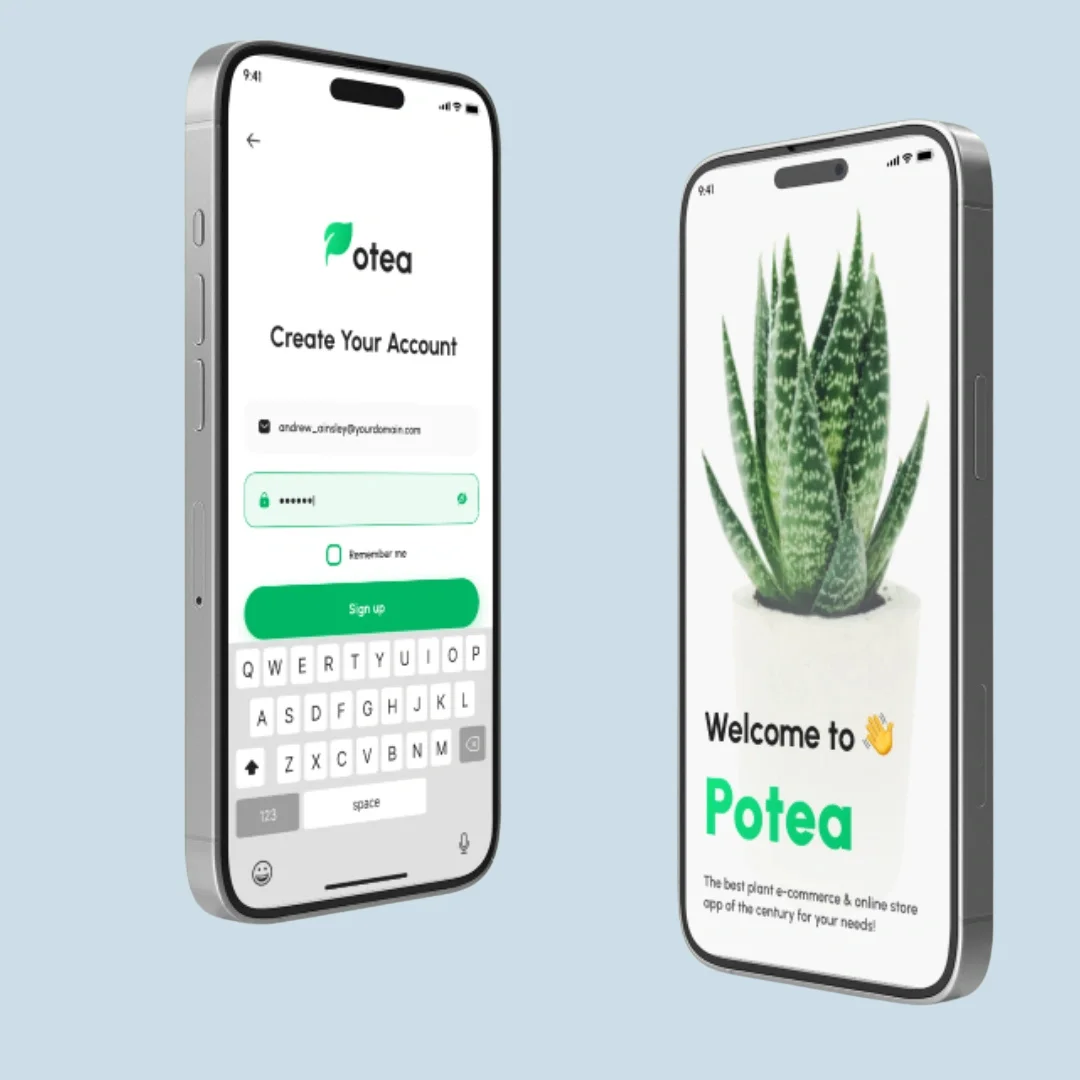 9:41
otea
Create Your Account
andrew_ainsley@yourdomain.com
••••••
Remember me
Sign up
Q W E R T Y U I O P
A S D F G H J K L
Z X C V B N M
123 space
9:41
Welcome to 👋
Potea
The best plant e-commerce & online store
app of the century for your needs!